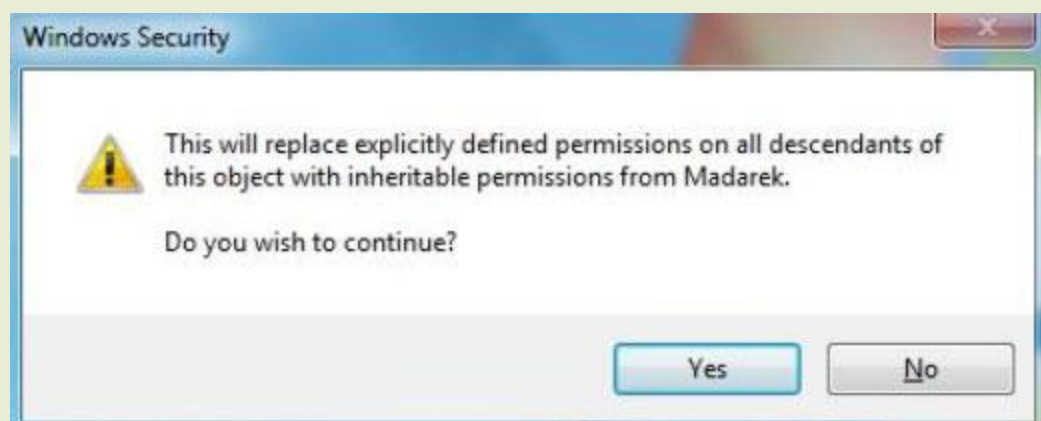 Windows Security
This will replace explicitly defined permissions on all descendants of
this object with inheritable permissions from Madarek.
Do you wish to continue?
Yes
No